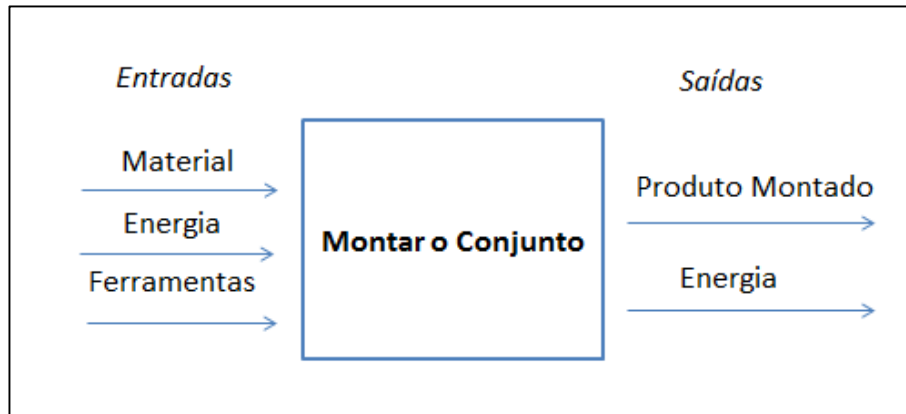 Entradas
Saídas
Material
Energia
Ferramentas
Montar o Conjunto
Produto Montado
Energia